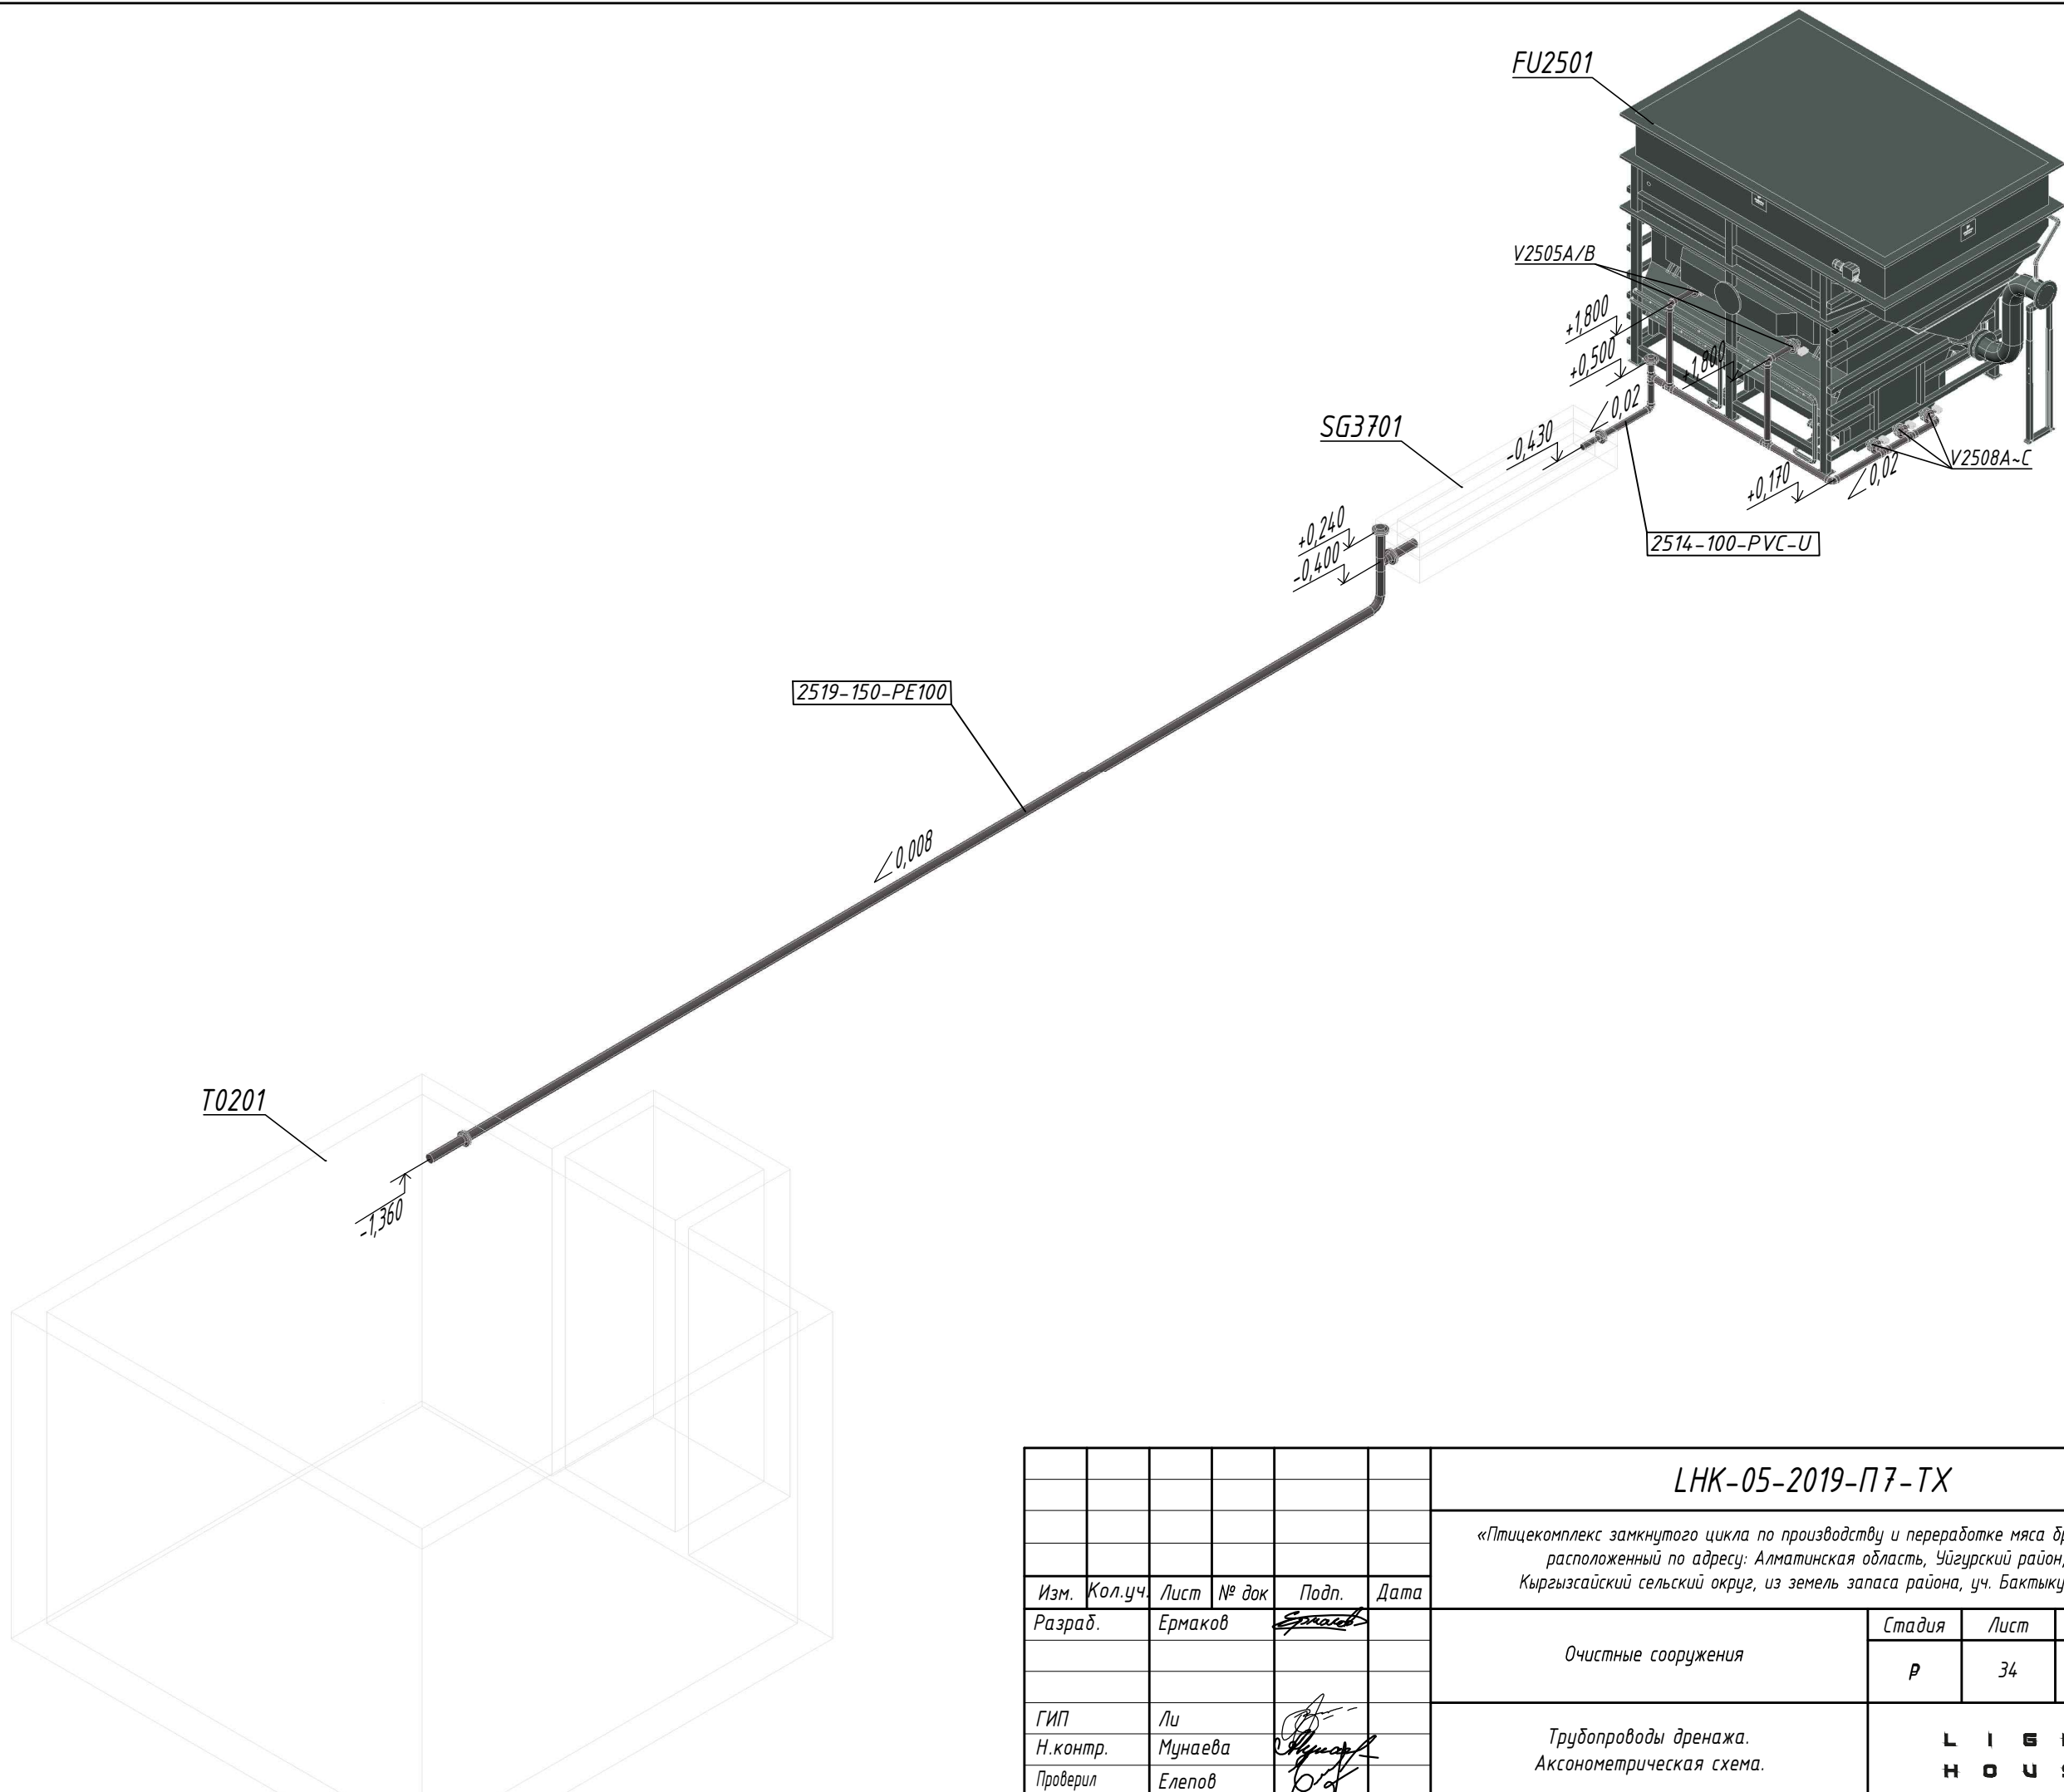 FU2501
V2505A/B
+1,800
+0,500
+1,800
0,02
SG3701
-0,430
V2508A~C
+0,170
0,02
+0,240
-0,400
2514-100-PVC-U
2519-150-PE100
0,008
T0201
-1,360
LHK-05-2019-П7-ТХ
«Птицекомплекс замкнутого цикла по производству и переработке мяса
расположенный по адресу: Алматинская область, Уйгурский район,
Кыргызсайский сельский округ, из земель запаса района, уч.
Изм. Кол.уч. Лист № док Подп. Дата
Разраб. Ермаков
Очистные сооружения
Стадия Лист
Р 34
ГИП Ли
Н.контр. Мунаева
Проверил Елепов
Трубопроводы дренажа.
Аксонометрическая схема.
L I G
H O U